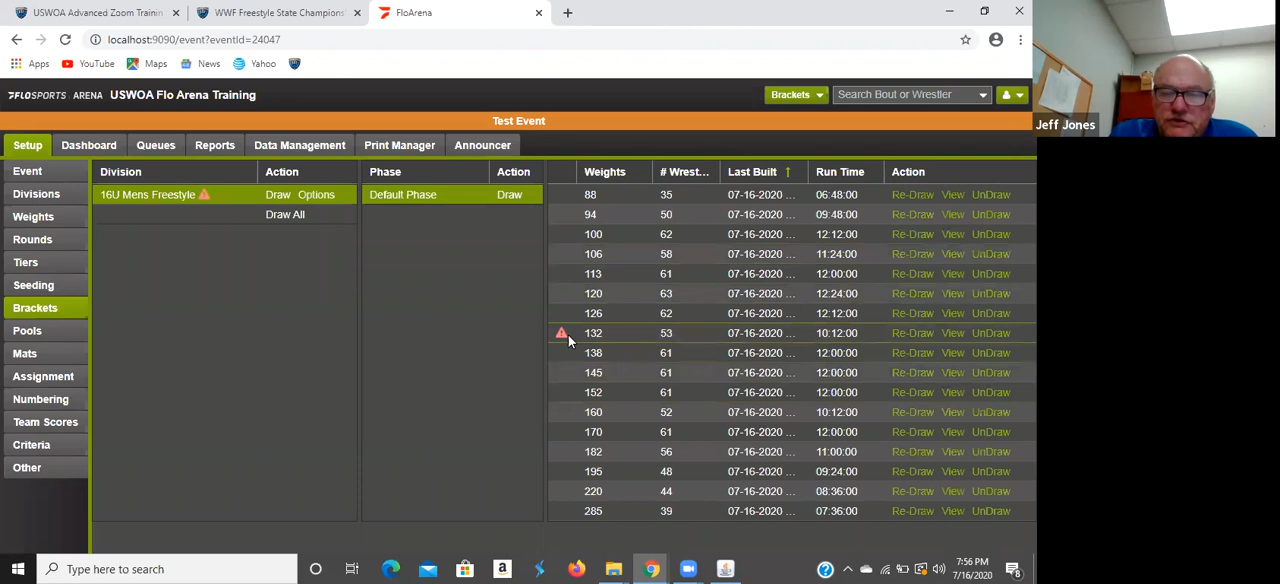 USWOA Advanced Zoom Trainin
WWF Freestyle State Champions
FloArena
localhost:9090/event?eventId=24047
Apps YouTube Maps News Yahoo
FLOSPORTS ARENA USWOA Flo Arena Training
Brackets Search Bout or Wrestler
Test Event
Jeff Jones
Setup Dashboard Queues Reports Data Management Print Manager Announcer
Event
Divisions
Weights
Rounds
Tiers
Seeding
Brackets
Pools
Mats
Assignment
Numbering
Team Scores
Criteria
Other
Division Action
16U Mens Freestyle Draw Options
Draw All
Phase Action
Default Phase Draw
Weights # Wrest... Last Built Run Time Action
88 35 07-16-2020 ... 06:48:00 Re-Draw View UnDraw
94 50 07-16-2020 ... 09:48:00 Re-Draw View UnDraw
100 62 07-16-2020 ... 12:12:00 Re-Draw View UnDraw
106 58 07-16-2020 ... 11:24:00 Re-Draw View UnDraw
113 61 07-16-2020 ... 12:00:00 Re-Draw View UnDraw
120 63 07-16-2020 ... 12:24:00 Re-Draw View UnDraw
126 62 07-16-2020 ... 12:12:00 Re-Draw View UnDraw
132 53 07-16-2020 ... 10:12:00 Re-Draw View UnDraw
138 61 07-16-2020 ... 12:00:00 Re-Draw View UnDraw
145 61 07-16-2020 ... 12:00:00 Re-Draw View UnDraw
152 61 07-16-2020 ... 12:00:00 Re-Draw View UnDraw
160 52 07-16-2020 ... 10:12:00 Re-Draw View UnDraw
170 61 07-16-2020 ... 12:00:00 Re-Draw View UnDraw
182 56 07-16-2020 ... 11:00:00 Re-Draw View UnDraw
195 48 07-16-2020 ... 09:24:00 Re-Draw View UnDraw
220 44 07-16-2020 ... 08:36:00 Re-Draw View UnDraw
285 39 07-16-2020 ... 07:36:00 Re-Draw View UnDraw
Type here to search
7:56 PM
7/16/2020
8